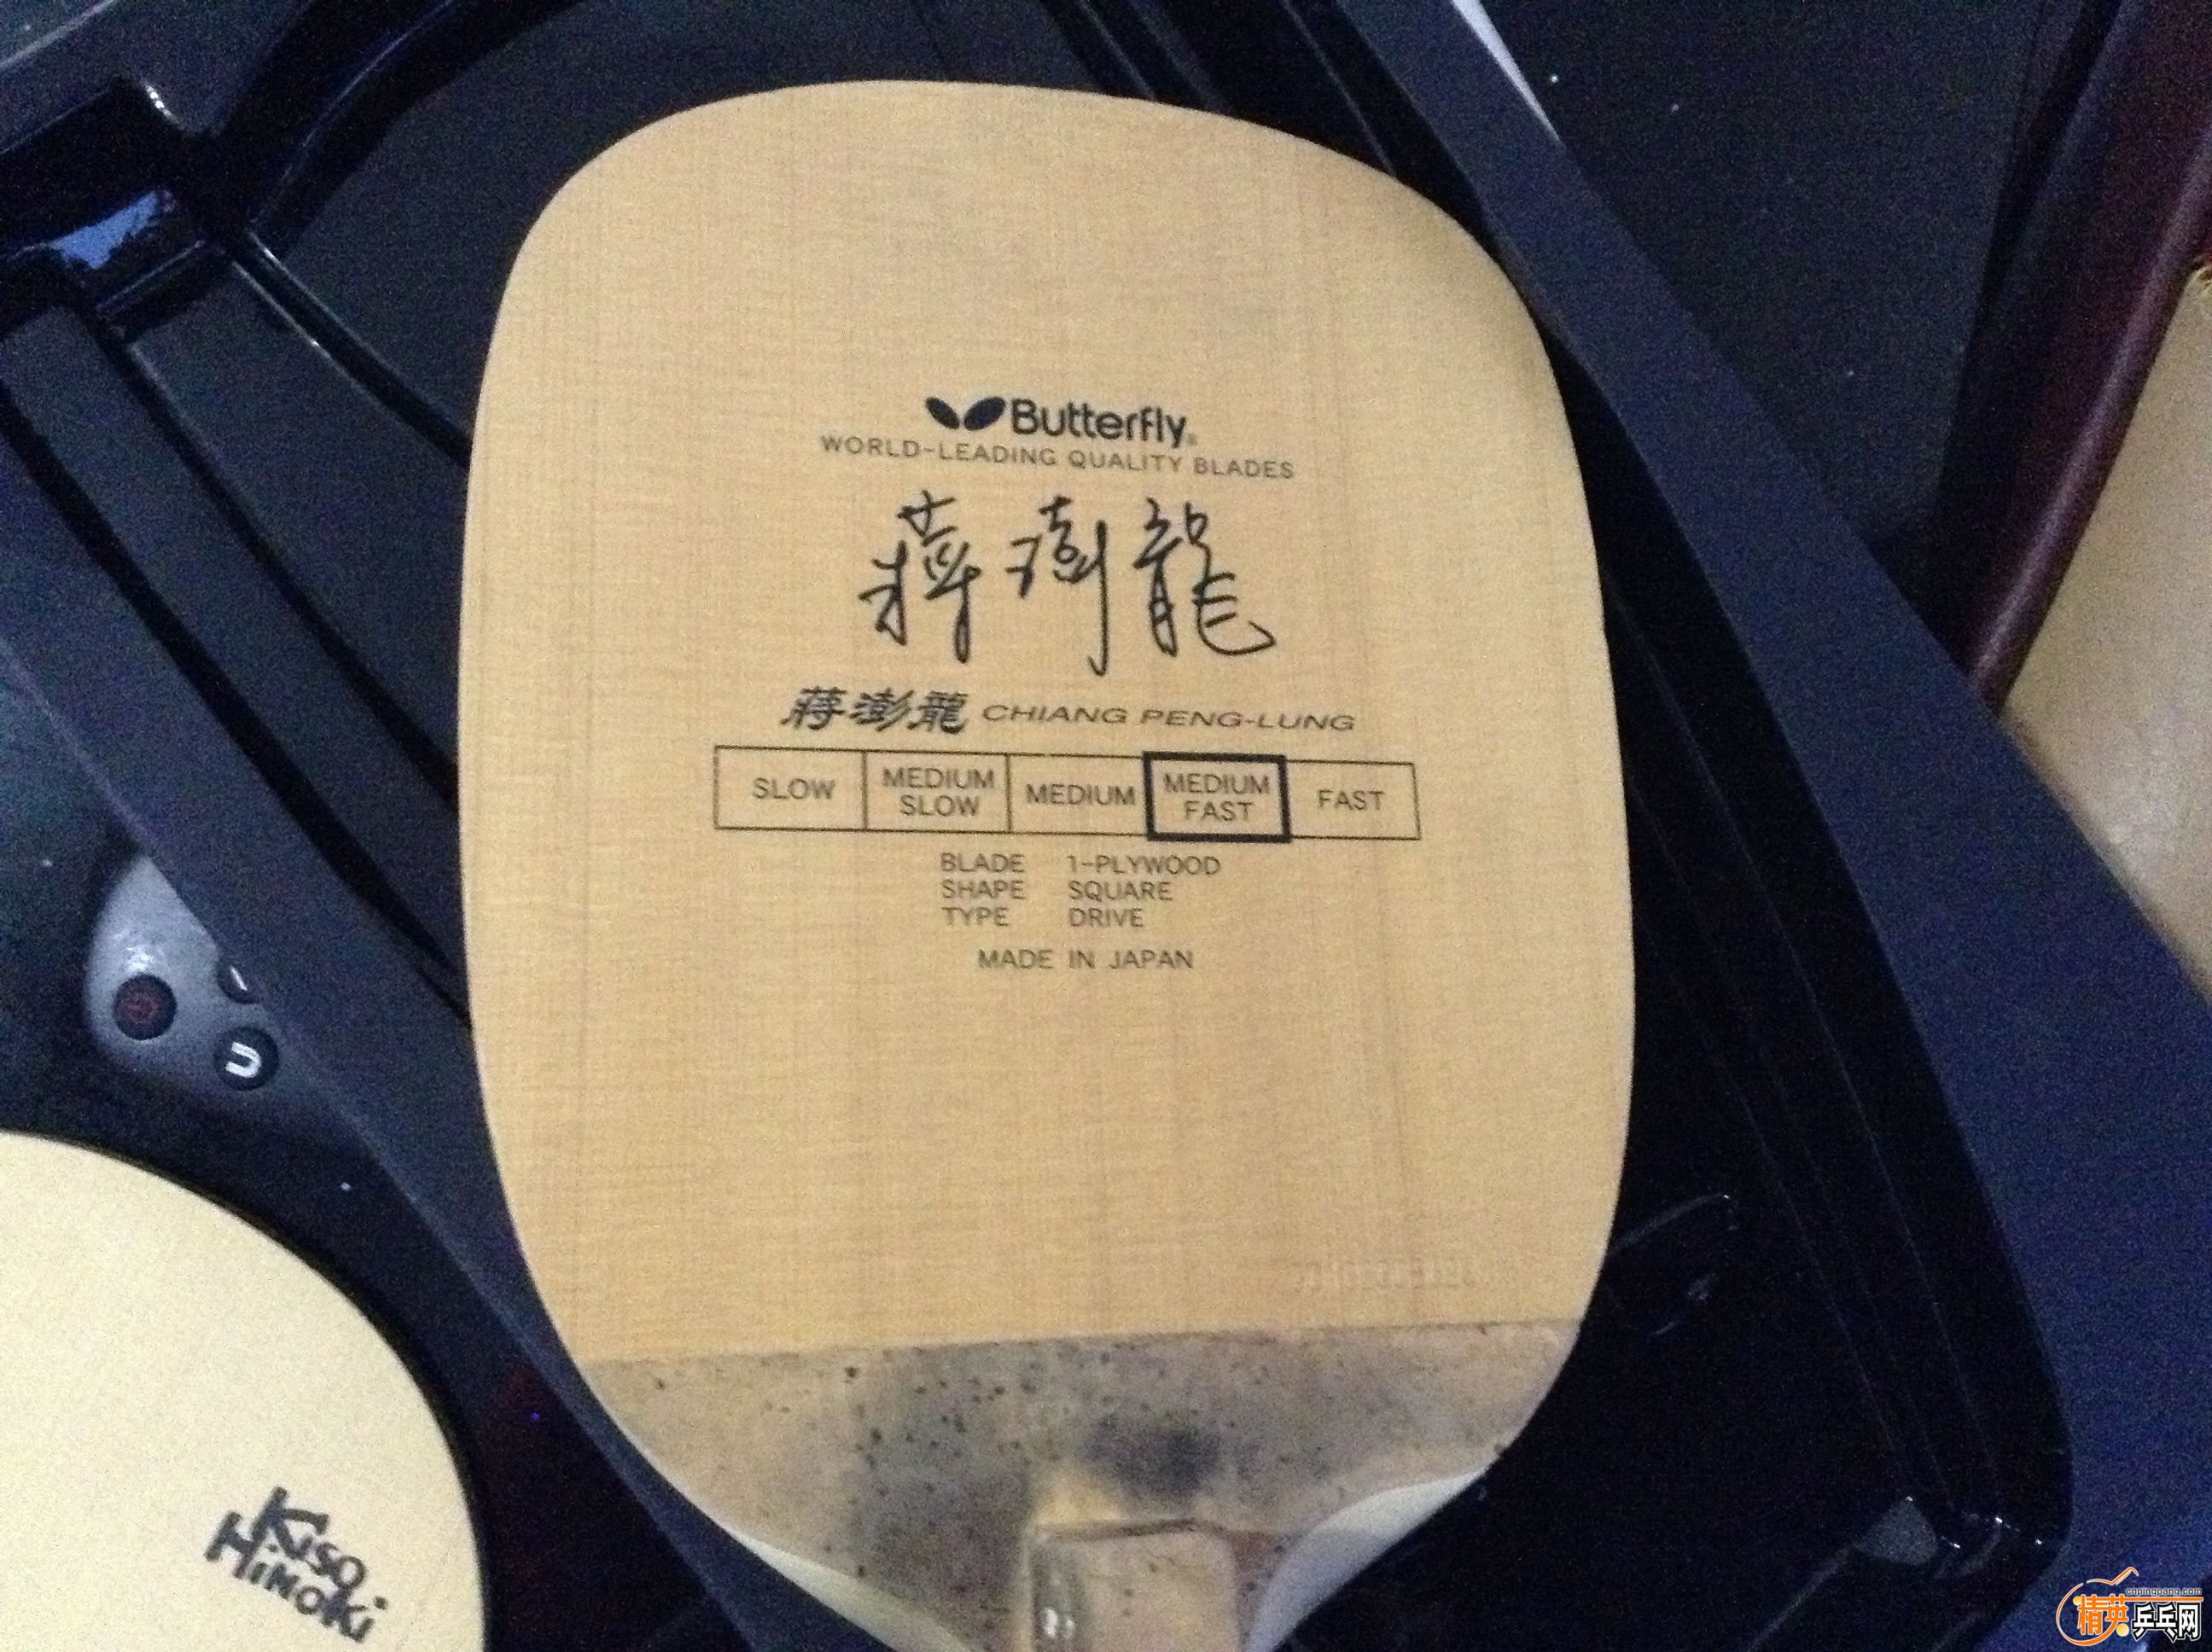 Butterfly
WORLD-LEADING QUALITY BLADES
蔣澎龍
蔣澎龍 CHIANG PENG-LUNG
SLOW MEDIUM SLOW MEDIUM MEDIUM FAST FAST
BLADE 1-PLYWOOD
SHAPE SQUARE
TYPE DRIVE
MADE IN JAPAN
Kiso
Hinoki
cnpingpang.com
精英乒乓网